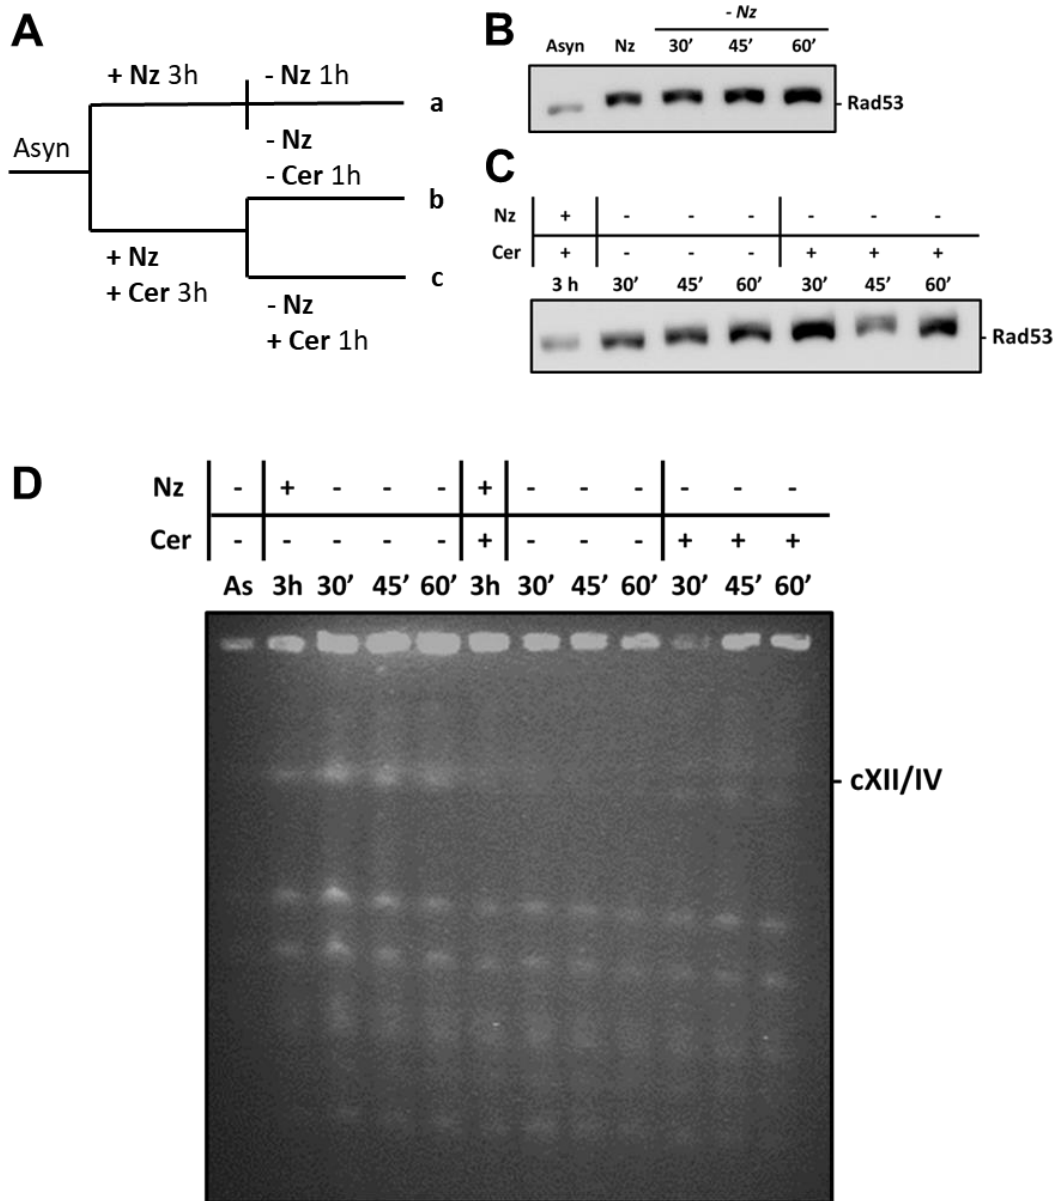 A
+ Nz 3h
- Nz 1h
a
Asyn
- Nz
- Cer 1h
b
+ Nz
+ Cer 3h
c
- Nz
+ Cer 1h
B
- Nz
Asyn Nz 30’ 45’ 60’
- Rad53
C
Nz + - - - - - -
Cer + - - - + + +
3 h 30’ 45’ 60’ 30’ 45’ 60’
- Rad53
D
Nz - + - - - + - - - - - -
Cer - - - - - + - - - + + +
As 3h 30’ 45’ 60’ 3h 30’ 45’ 60’ 30’ 45’ 60’
- cXII/IV